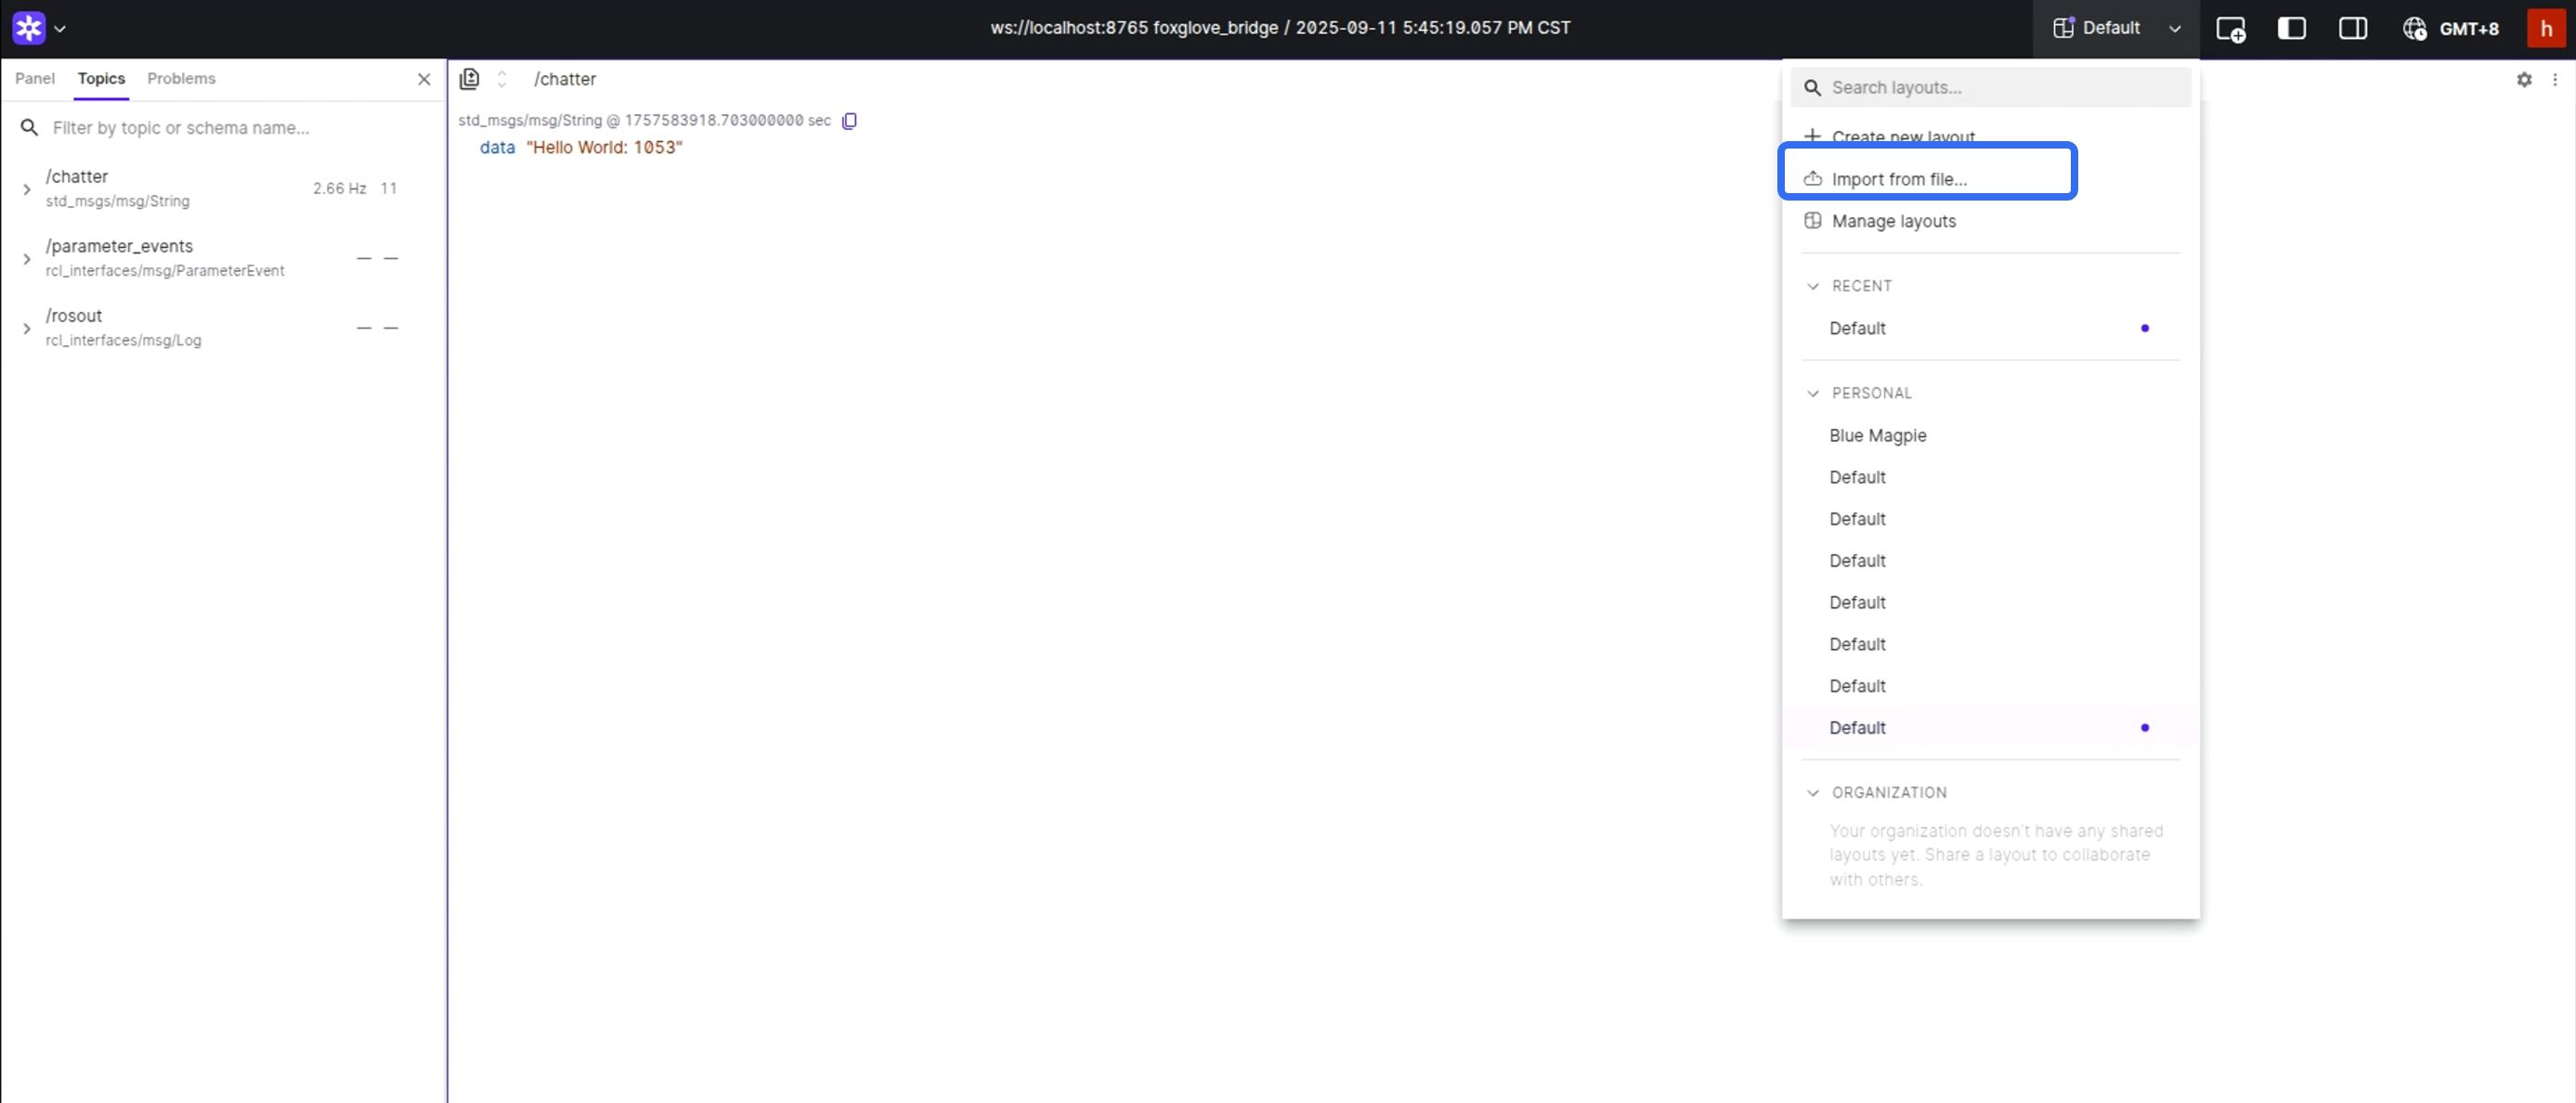 ws://localhost:8765 foxglove_bridge / 2025-09-11 5:45:19.057 PM CST
Default
GMT+8
h
Panel Topics Problems
Filter by topic or schema name...
/chatter
std_msgs/msg/String
2.66 Hz 11
/parameter_events
rcl_interfaces/msg/ParameterEvent
— —
/rosout
rcl_interfaces/msg/Log
— —
/chatter
std_msgs/msg/String @ 1757583918.703000000 sec
data "Hello World: 1053"
Search layouts...
Create new layout
Import from file...
Manage layouts
RECENT
Default
PERSONAL
Blue Magpie
Default
Default
Default
Default
Default
Default
Default
ORGANIZATION
Your organization doesn't have any shared
layouts yet. Share a layout to collaborate
with others.